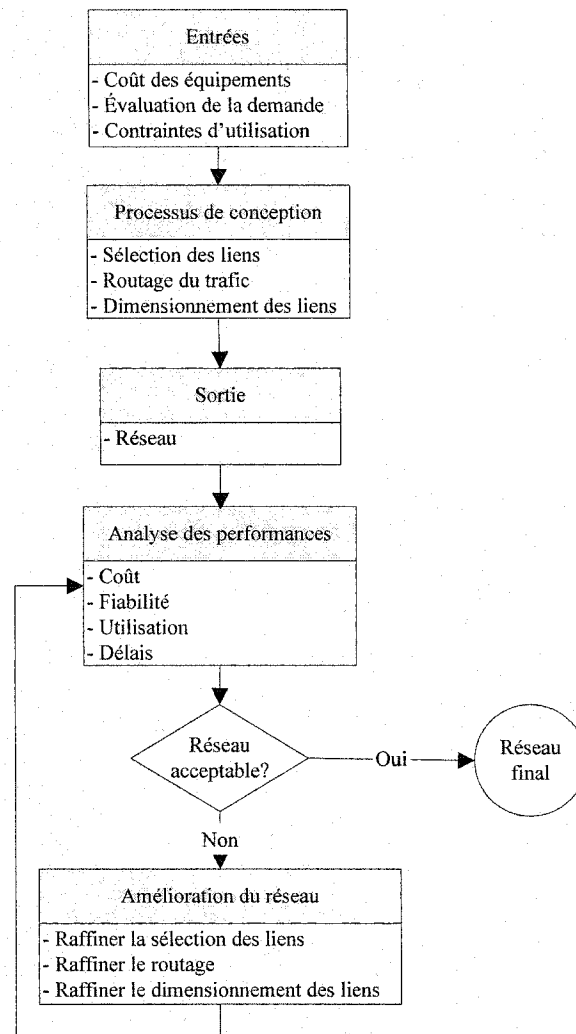 Entrées
- Coût des équipements
- Évaluation de la demande
- Contraintes d'utilisation
Processus de conception
- Sélection des liens
- Routage du trafic
- Dimensionnement des liens
Sortie
- Réseau
Analyse des performances
- Coût
- Fiabilité
- Utilisation
- Délais
Réseau
acceptable?
Oui
Réseau
final
Non
Amélioration du réseau
- Raffiner la sélection des liens
- Raffiner le routage
- Raffiner le dimensionnement des liens